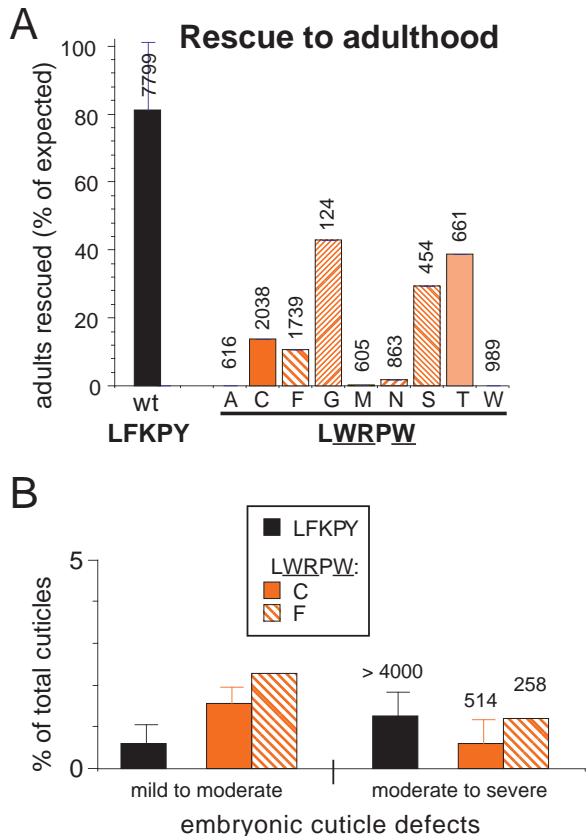 A
Rescue to adulthood
adults rescued (% of expected)
100
80
60
40
20
0
7799
616
2038
1739
124
605
863
454
661
989
wt A C F G M N S T W
LFKPY LWRPW
B
LFKPY
LWRPW:
C
F
% of total cuticles
5
0
> 4000
514
258
mild to moderate moderate to severe
embryonic cuticle defects